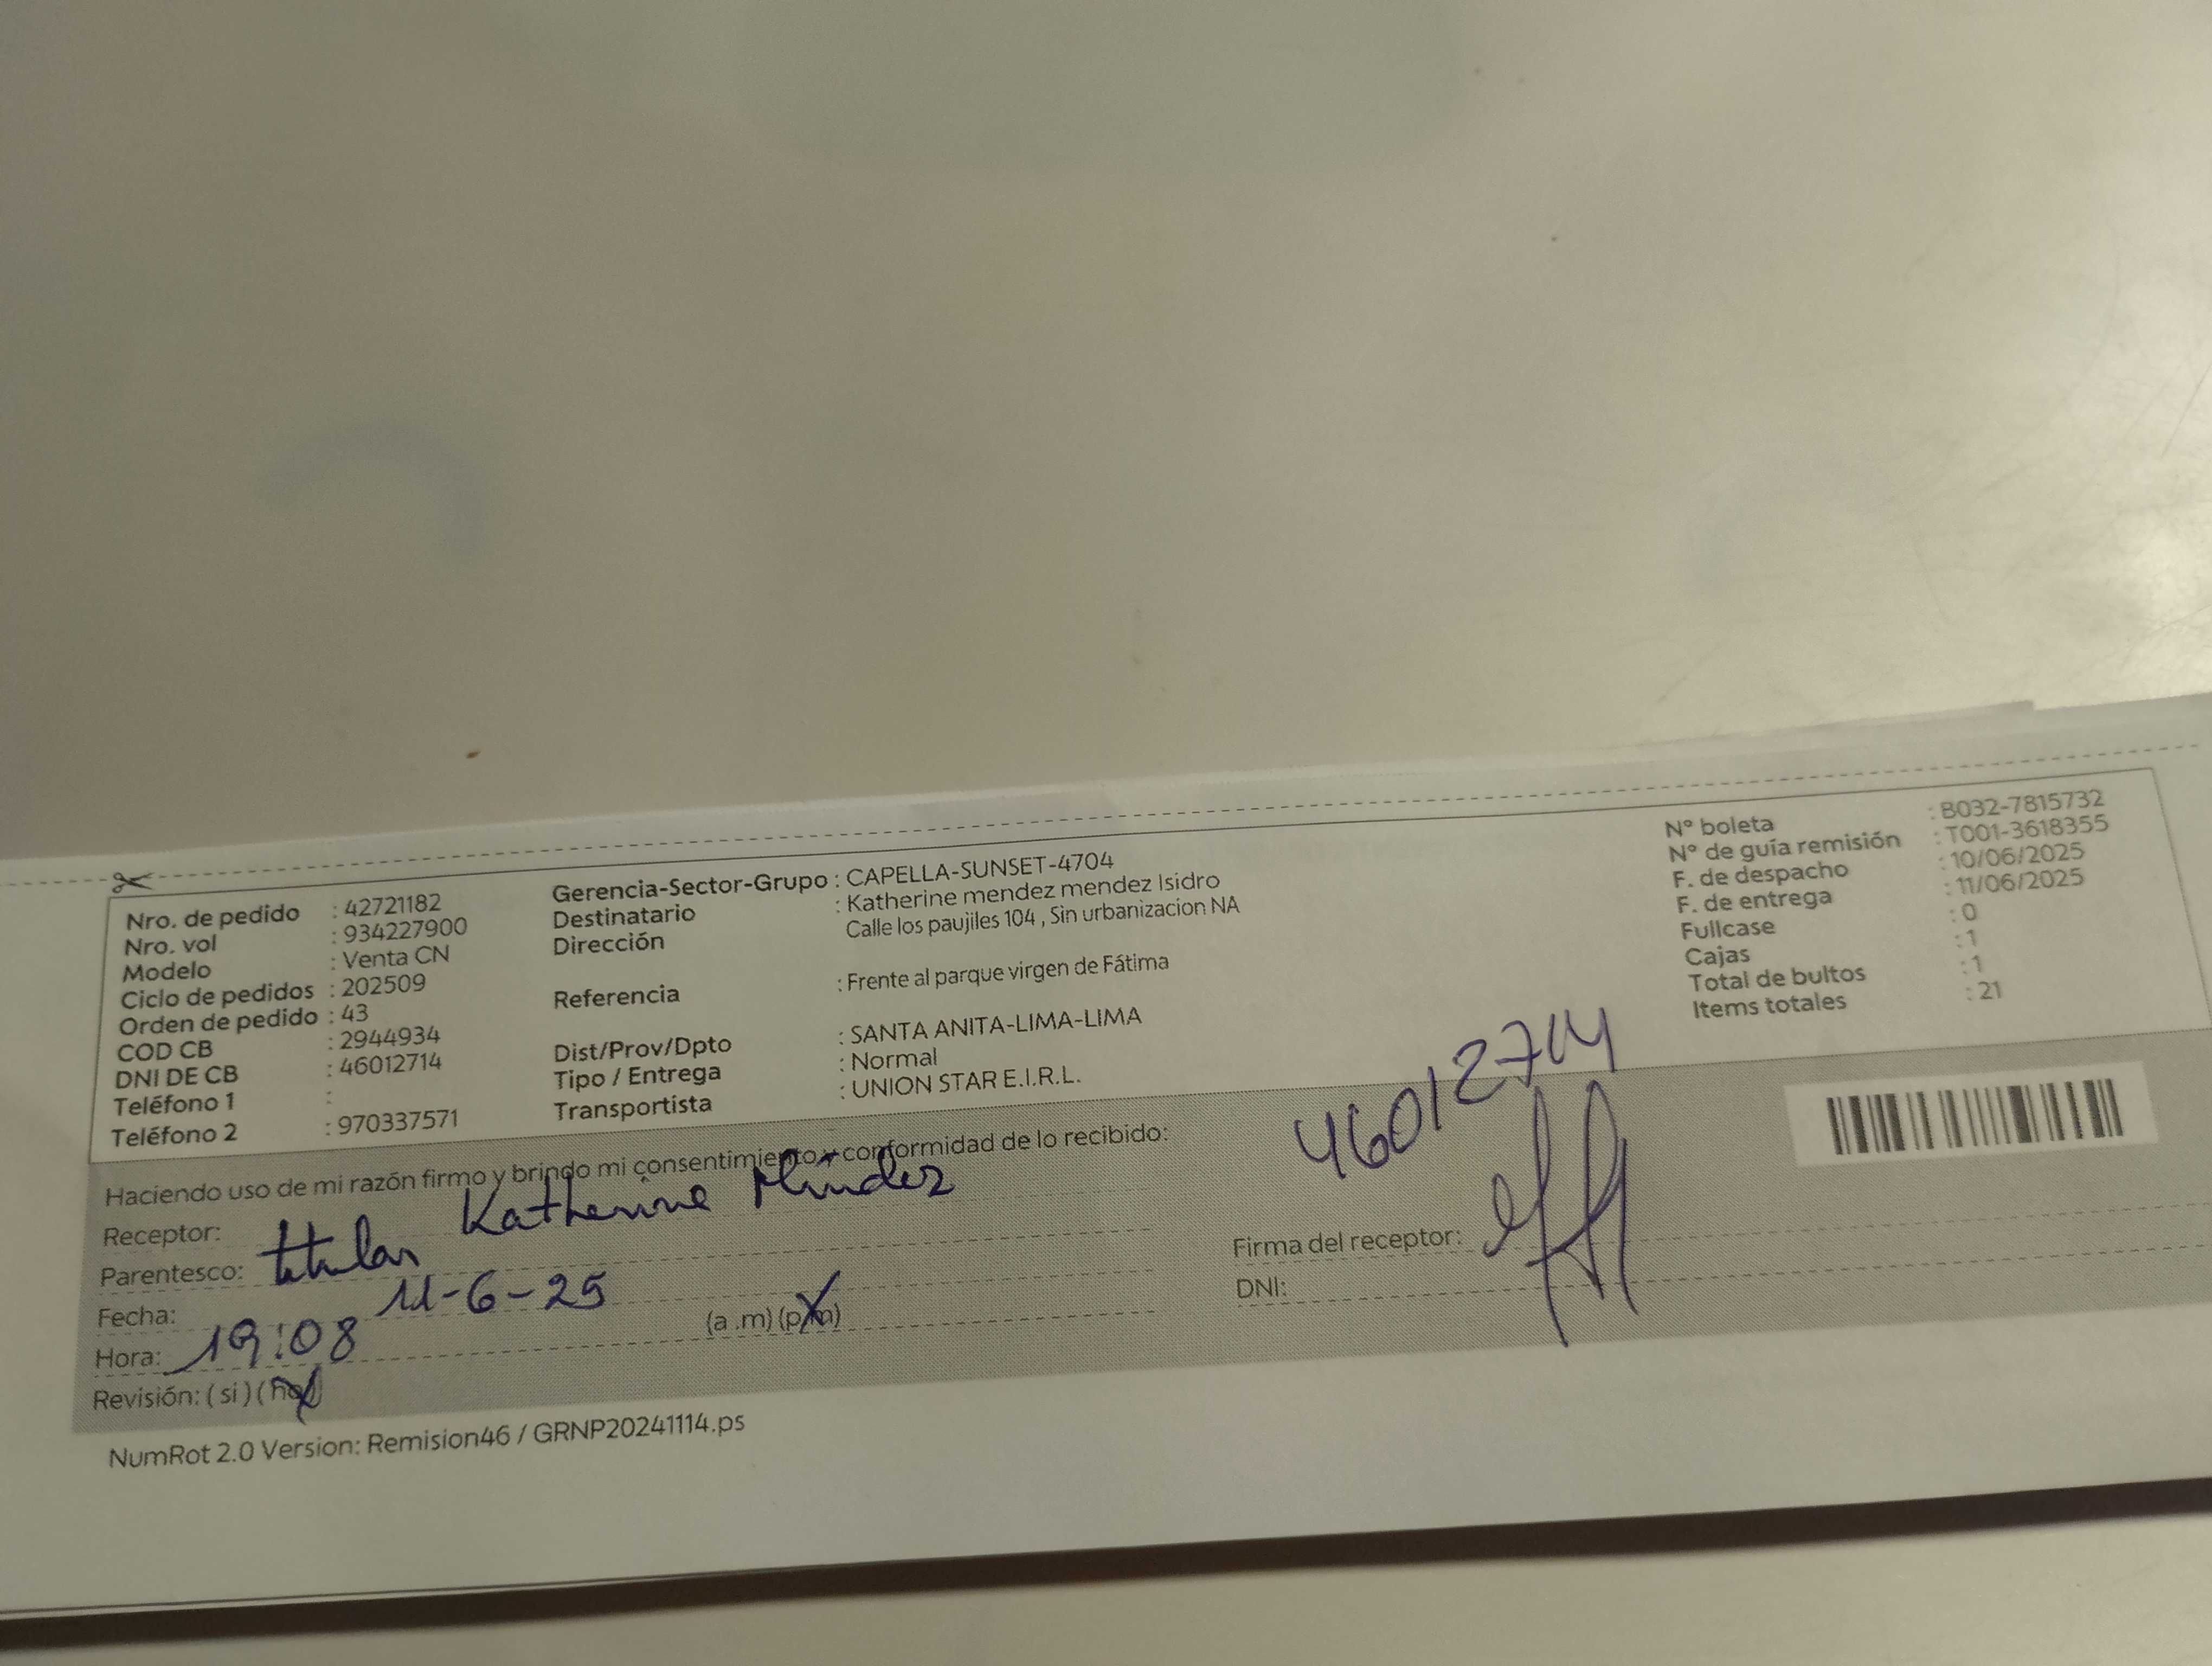 Nro. de pedido : 42721182
Nro. vol : 934227900
Modelo : Venta CN
Ciclo de pedidos : 202509
Orden de pedido : 43
COD CB : 2944934
DNI DE CB : 46012714
Teléfono 1 :
Teléfono 2 : 970337571
Gerencia-Sector-Grupo : CAPELLA-SUNSET-4704
Destinatario : Katherine mendez mendez Isidro
Dirección Calle los paujiles 104 , Sin urbanizacion NA
Referencia : Frente al parque virgen de Fátima
Dist/Prov/Dpto : SANTA ANITA-LIMA-LIMA
Tipo / Entrega : Normal
Transportista : UNION STAR E.I.R.L.
N° boleta : B032-7815732
N° de guía remisión : T001-3618355
F. de despacho : 10/06/2025
F. de entrega : 11/06/2025
Fullcase : 0
Cajas : 1
Total de bultos : 1
Items totales : 21
Haciendo uso de mi razón firmo y brindo mi consentimiento y conformidad de lo recibido:
Receptor: Katherine Méndez
Parentesco: titular
Fecha: 11-6-25
Hora: 19:08 (a .m) (p.m)
Revisión: ( si ) ( no )
46012714
Firma del receptor:
DNI:
NumRot 2.0 Version: Remision46 / GRNP20241114.ps